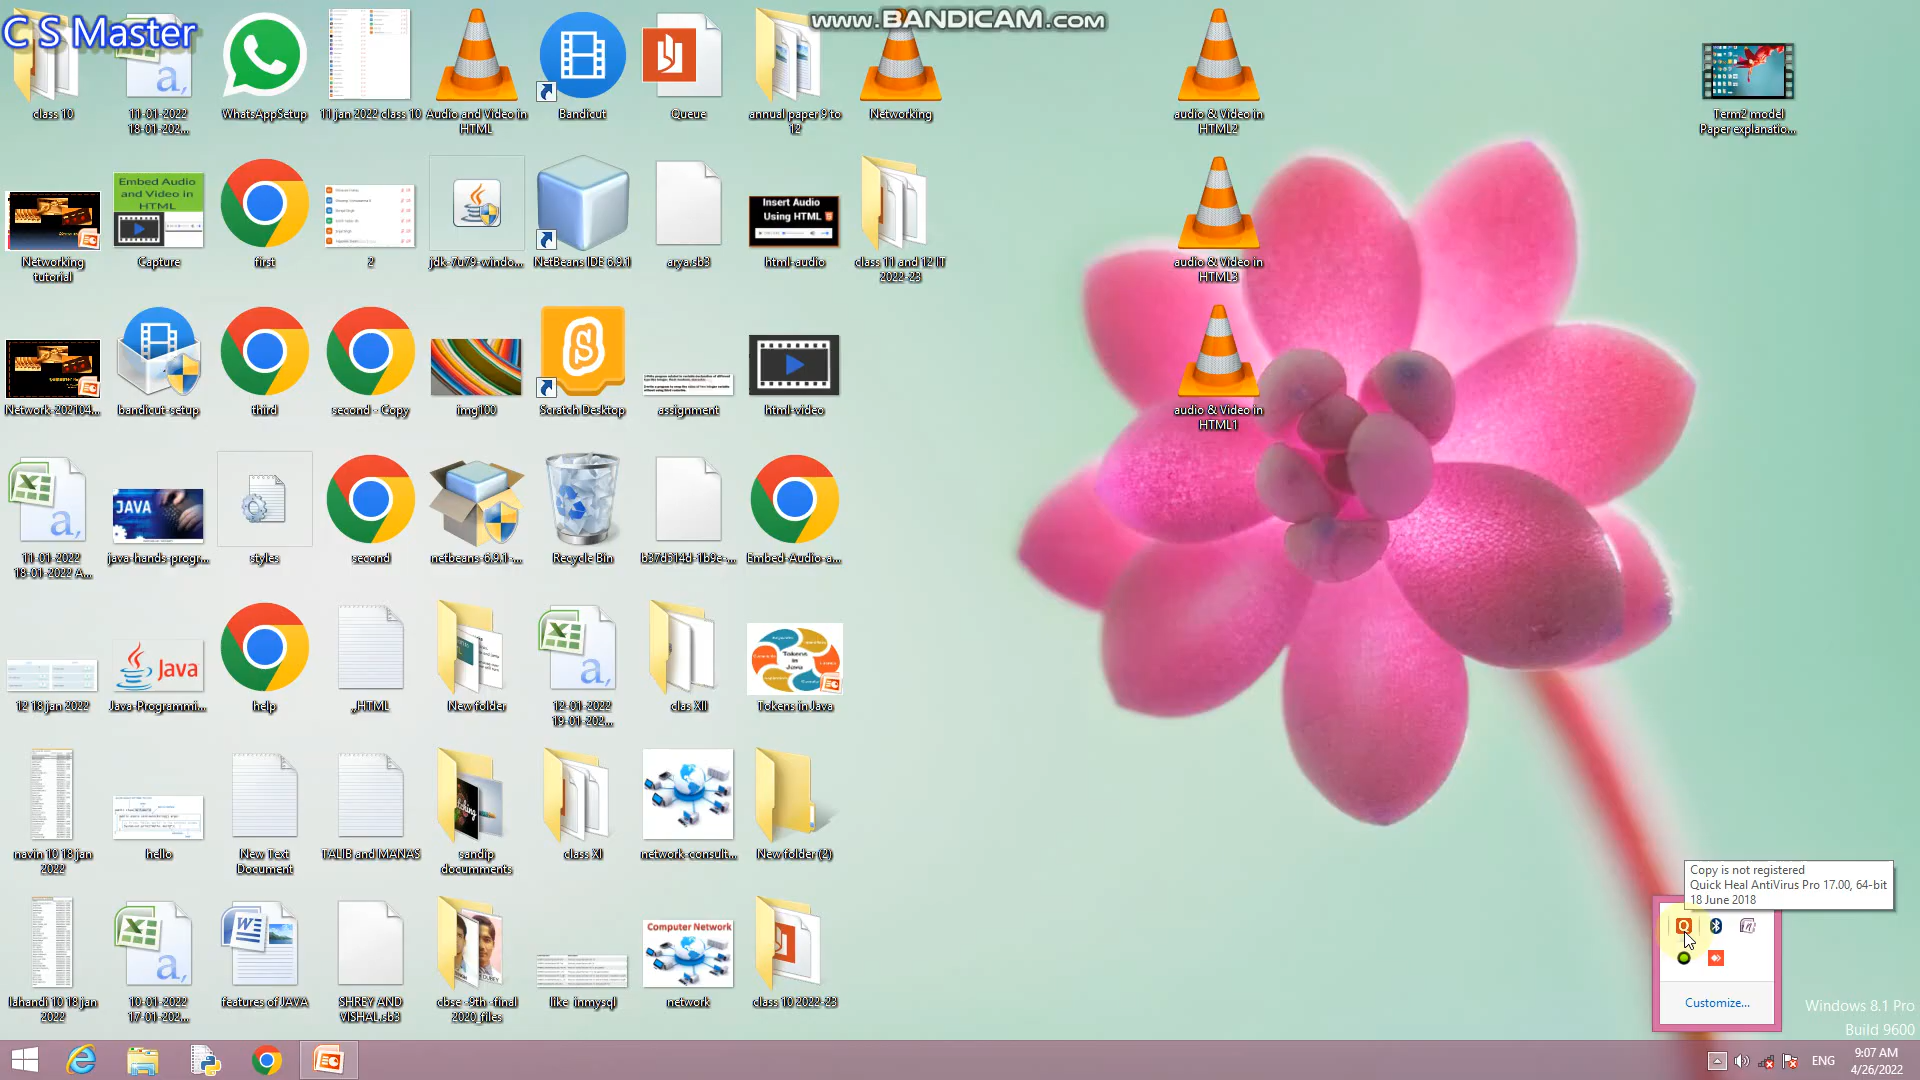 C S Master
www.BANDICAM.com
class 10
11-01-2022
18-01-202...
WhatsAppSetup
11 jan 2022 class 10
Audio and Video in
HTML
Bandicut
Queue
annual paper 9 to
12
Networking
audio & Video in
HTML2
Term2 model
Paper explanatio...
Networking
tutorial
Embed Audio
and Video in
HTML
Capture
first
2
jdk-7u79-windo...
NetBeans IDE 6.9.1
arya.sb3
Insert Audio
Using HTML
html-audio
class 11 and 12 IT
2022-23
audio & Video in
HTML3
Network-202104...
bandicut-setup
third
second - Copy
img100
Scratch Desktop
assignment
html-video
audio & Video in
HTML1
11-01-2022
18-01-2022 A...
JAVA
java-hands-progr...
styles
second
netbeans-6.9.1-...
Recycle Bin
b37d514d-1b9e-...
Embed-Audio-a...
12 18 jan 2022
Java
Java-Programmi...
help
,,HTML
New folder
12-01-2022
19-01-202...
clas XII
Tokens in Java
Tokens in Java
navin 10 18 jan
2022
hello
New Text
Document
TALIB and MANAS
sandip
documments
class XI
network-consult...
New folder (2)
Copy is not registered
Quick Heal AntiVirus Pro 17.00, 64-bit
18 June 2018
lahandi 10 18 jan
2022
10-01-2022
17-01-202...
features of JAVA
SHREY AND
VISHAL.sb3
cbse -9th -final
2020_files
like inmysql
Computer Network
network
class 10 2022-23
Customize...
Windows 8.1 Pro
Build 9600
ENG
9:07 AM
4/26/2022